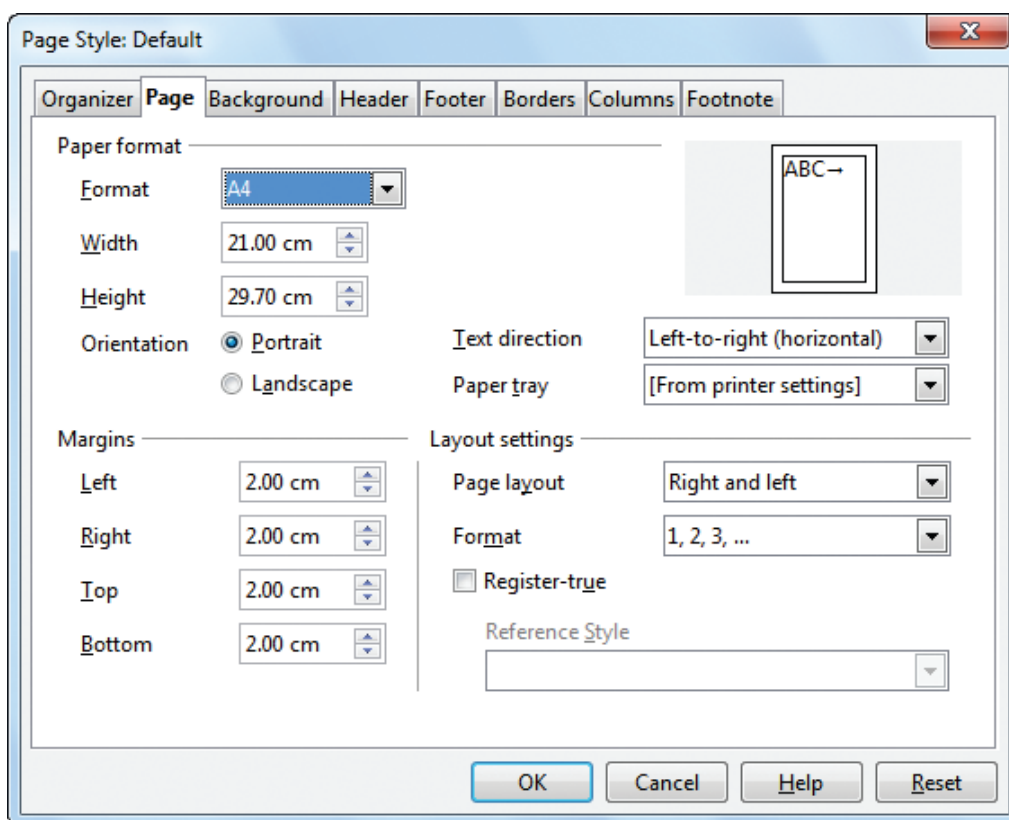 Page Style: Default
Organizer Page Background Header Footer Borders Columns Footnote
Paper format
ABC→
Format A4
Width 21.00 cm
Height 29.70 cm
Orientation Portrait Text direction Left-to-right (horizontal)
Landscape Paper tray [From printer settings]
Margins Layout settings
Left 2.00 cm Page layout Right and left
Right 2.00 cm Format 1, 2, 3, ...
Top 2.00 cm Register-true
Reference Style
Bottom 2.00 cm
OK Cancel Help Reset